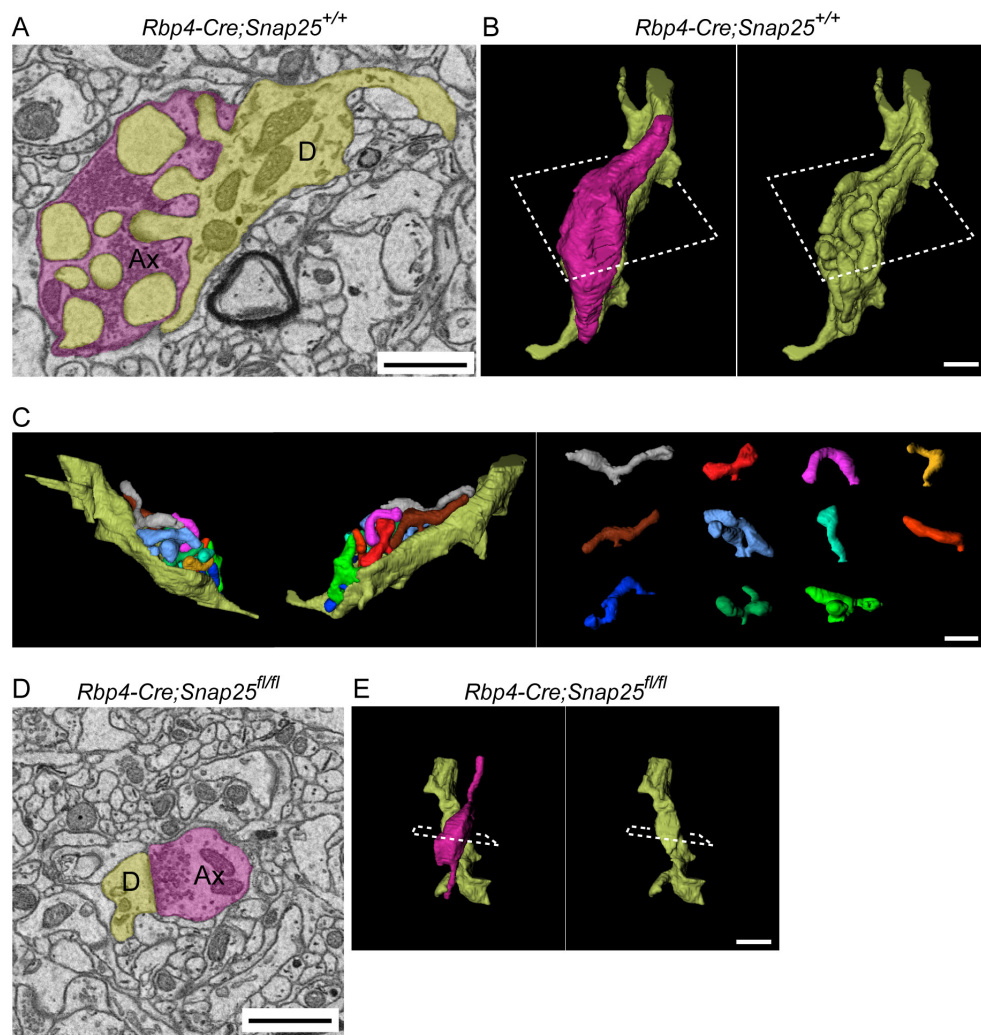 A
Rbp4-Cre;Snap25+/+
D
Ax
B
Rbp4-Cre;Snap25+/+
C
D
Rbp4-Cre;Snap25fl/fl
D
Ax
E
Rbp4-Cre;Snap25fl/fl